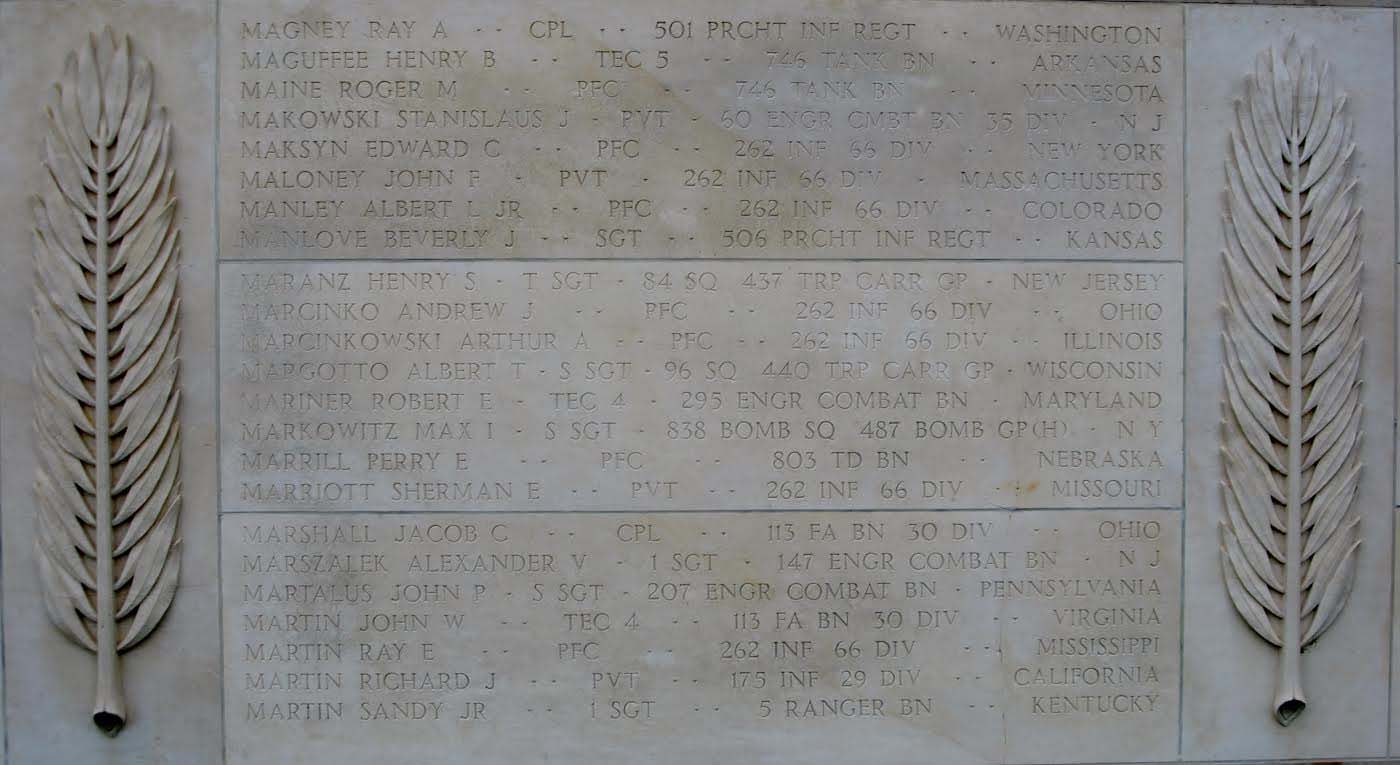 MAGNEY RAY A -- CPL -- 501 PRCHT INF REGT -- WASHINGTON
MAGUFFEE HENRY B -- TEC 5 -- 746 TANK BN -- ARKANSAS
MAINE ROGER M -- PFC -- 746 TANK BN -- MINNESOTA
MAKOWSKI STANISLAUS J - PVT - 60 ENGR CMBT BN 35 DIV - N J
MAKSYN EDWARD C -- PFC -- 262 INF 66 DIV -- NEW YORK
MALONEY JOHN F - PVT - 262 INF 66 DIV - MASSACHUSETTS
MANLEY ALBERT L JR -- PFC -- 262 INF 66 DIV -- COLORADO
MANLOVE BEVERLY J -- SGT -- 506 PRCHT INF REGT -- KANSAS
MARANZ HENRY S - T SGT - 84 SQ 437 TRP CARR GP - NEW JERSEY
MARCINKO ANDREW J -- PFC -- 262 INF 66 DIV -- OHIO
MARCINKOWSKI ARTHUR A -- PFC -- 262 INF 66 DIV -- ILLINOIS
MARGOTTO ALBERT T - S SGT - 96 SQ 440 TRP CARR GP - WISCONSIN
MARINER ROBERT E - TEC 4 - 295 ENGR COMBAT BN - MARYLAND
MARKOWITZ MAX I - S SGT - 838 BOMB SQ 487 BOMB GP(H) - N Y
MARRILL PERRY E -- PFC -- 803 TD BN -- NEBRASKA
MARRIOTT SHERMAN E -- PVT -- 262 INF 66 DIV -- MISSOURI
MARSHALL JACOB C -- CPL -- 113 FA BN 30 DIV -- OHIO
MARSZALEK ALEXANDER V - 1 SGT - 147 ENGR COMBAT BN - N J
MARTALUS JOHN P - S SGT - 207 ENGR COMBAT BN - PENNSYLVANIA
MARTIN JOHN W -- TEC 4 -- 113 FA BN 30 DIV -- VIRGINIA
MARTIN RAY E -- PFC -- 262 INF 66 DIV -- MISSISSIPPI
MARTIN RICHARD J -- PVT -- 175 INF 29 DIV -- CALIFORNIA
MARTIN SANDY JR -- 1 SGT -- 5 RANGER BN -- KENTUCKY